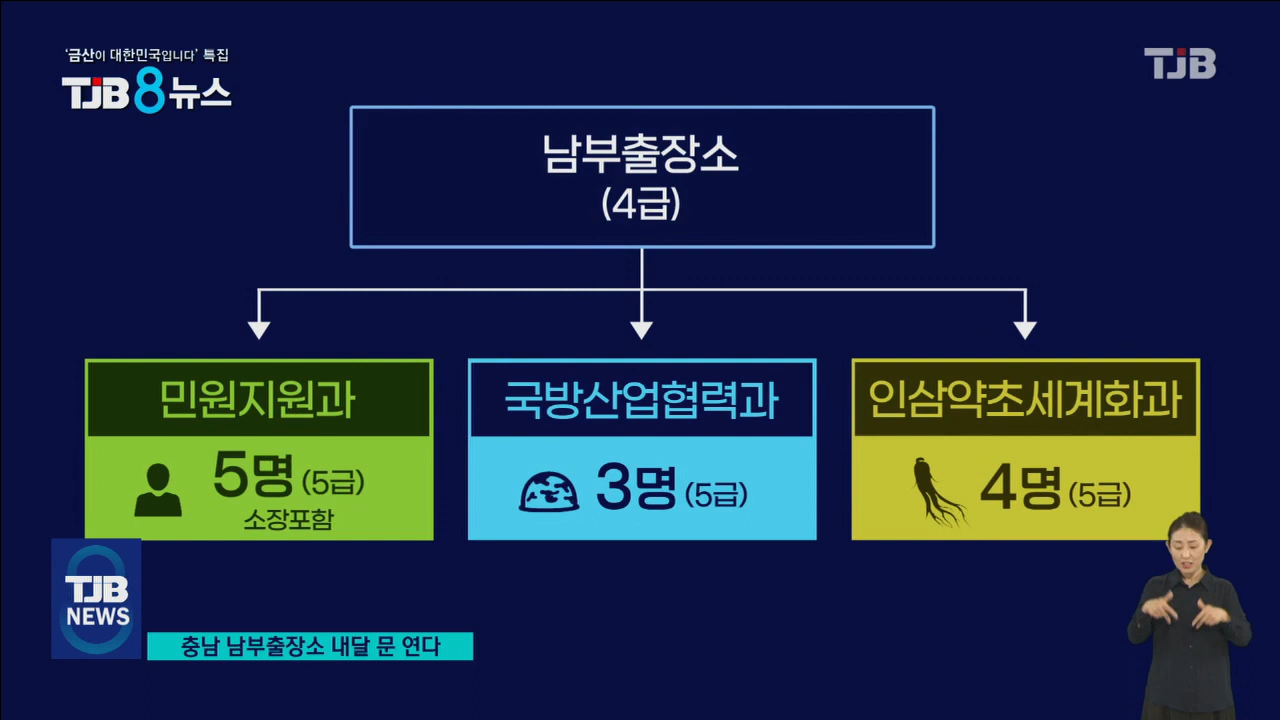 '금산이 대한민국입니다' 특집
TJB 8 뉴스
TJB
남부출장소
(4급)
민원지원과
5명 (5급)
소장포함
국방산업협력과
3명 (5급)
인삼약초세계화과
4명 (5급)
TJB
NEWS
충남 남부출장소 내달 문 연다